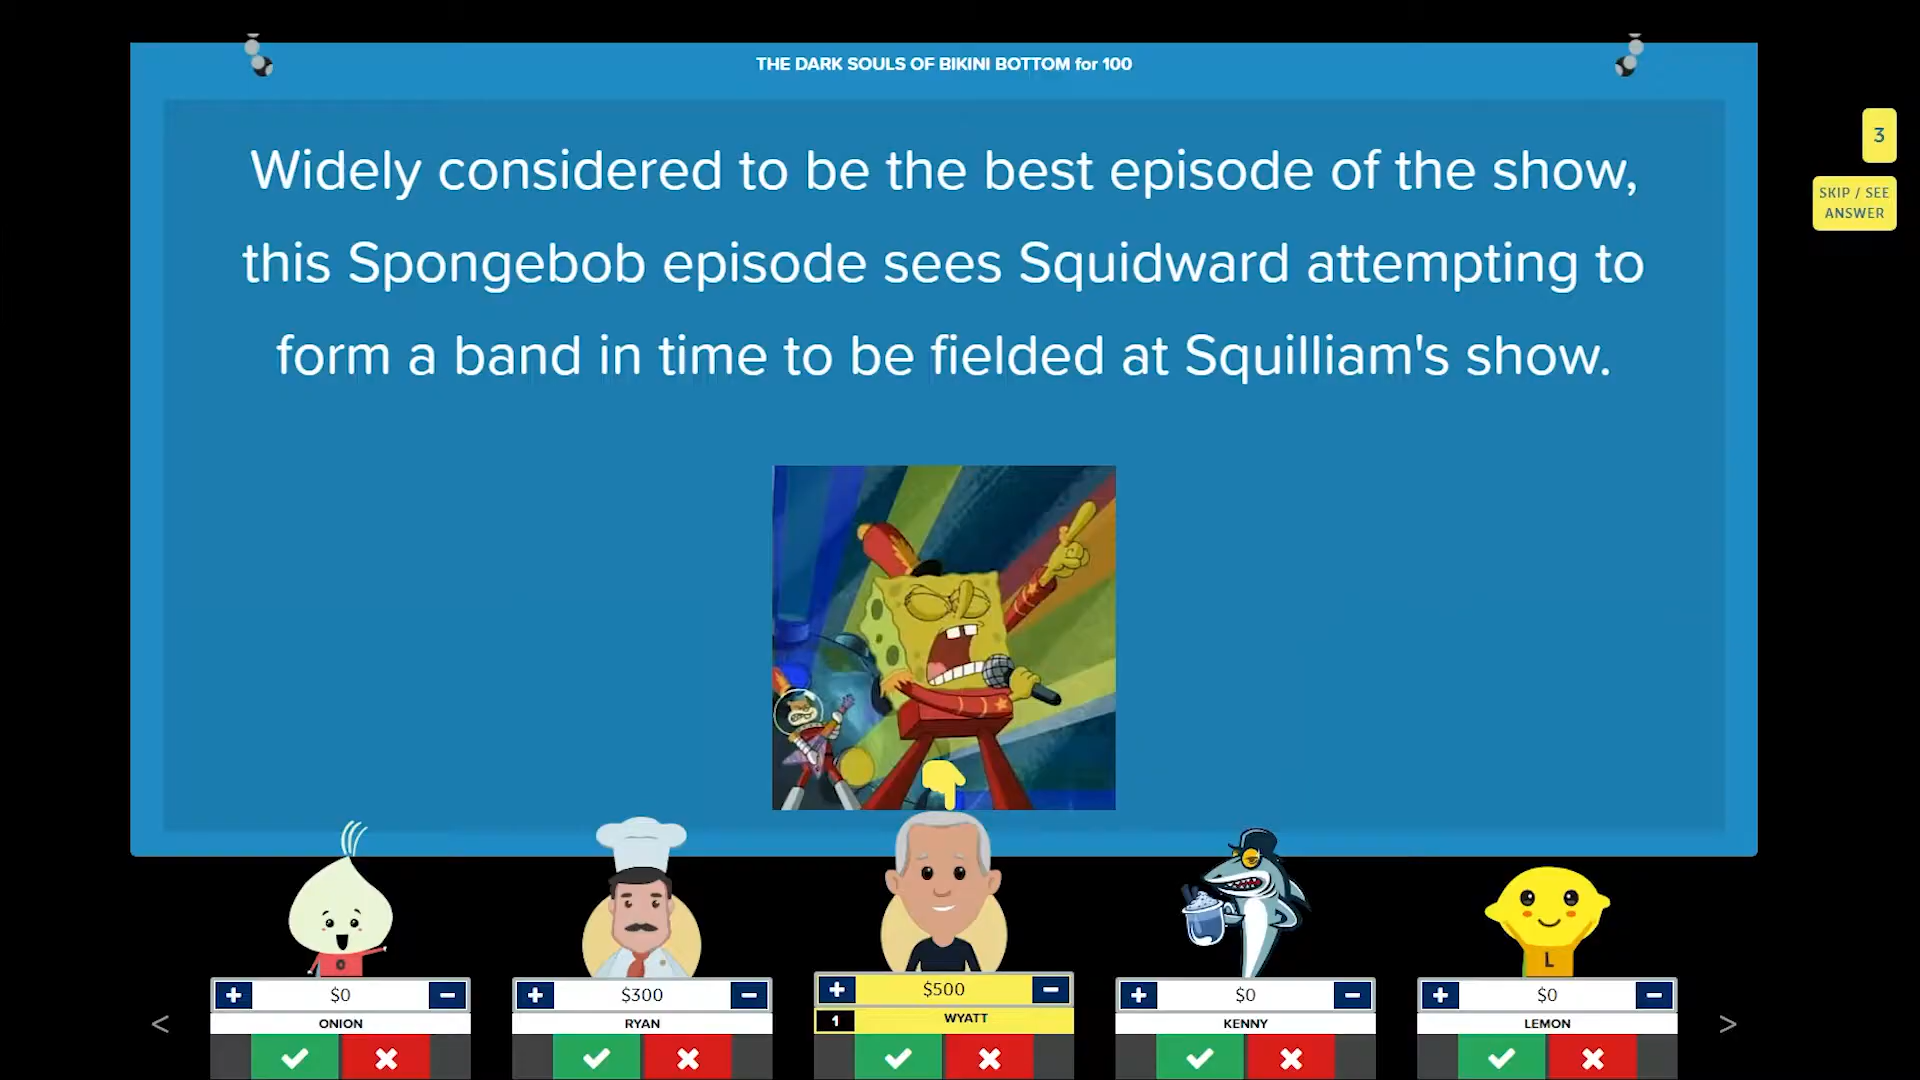 THE DARK SOULS OF BIKINI BOTTOM for 100
Widely considered to be the best episode of the show,
this Spongebob episode sees Squidward attempting to
form a band in time to be fielded at Squilliam's show.
3
SKIP / SEE
ANSWER
L
$0
$300
$500
$0
$0
ONION
RYAN
1
WYATT
KENNY
LEMON